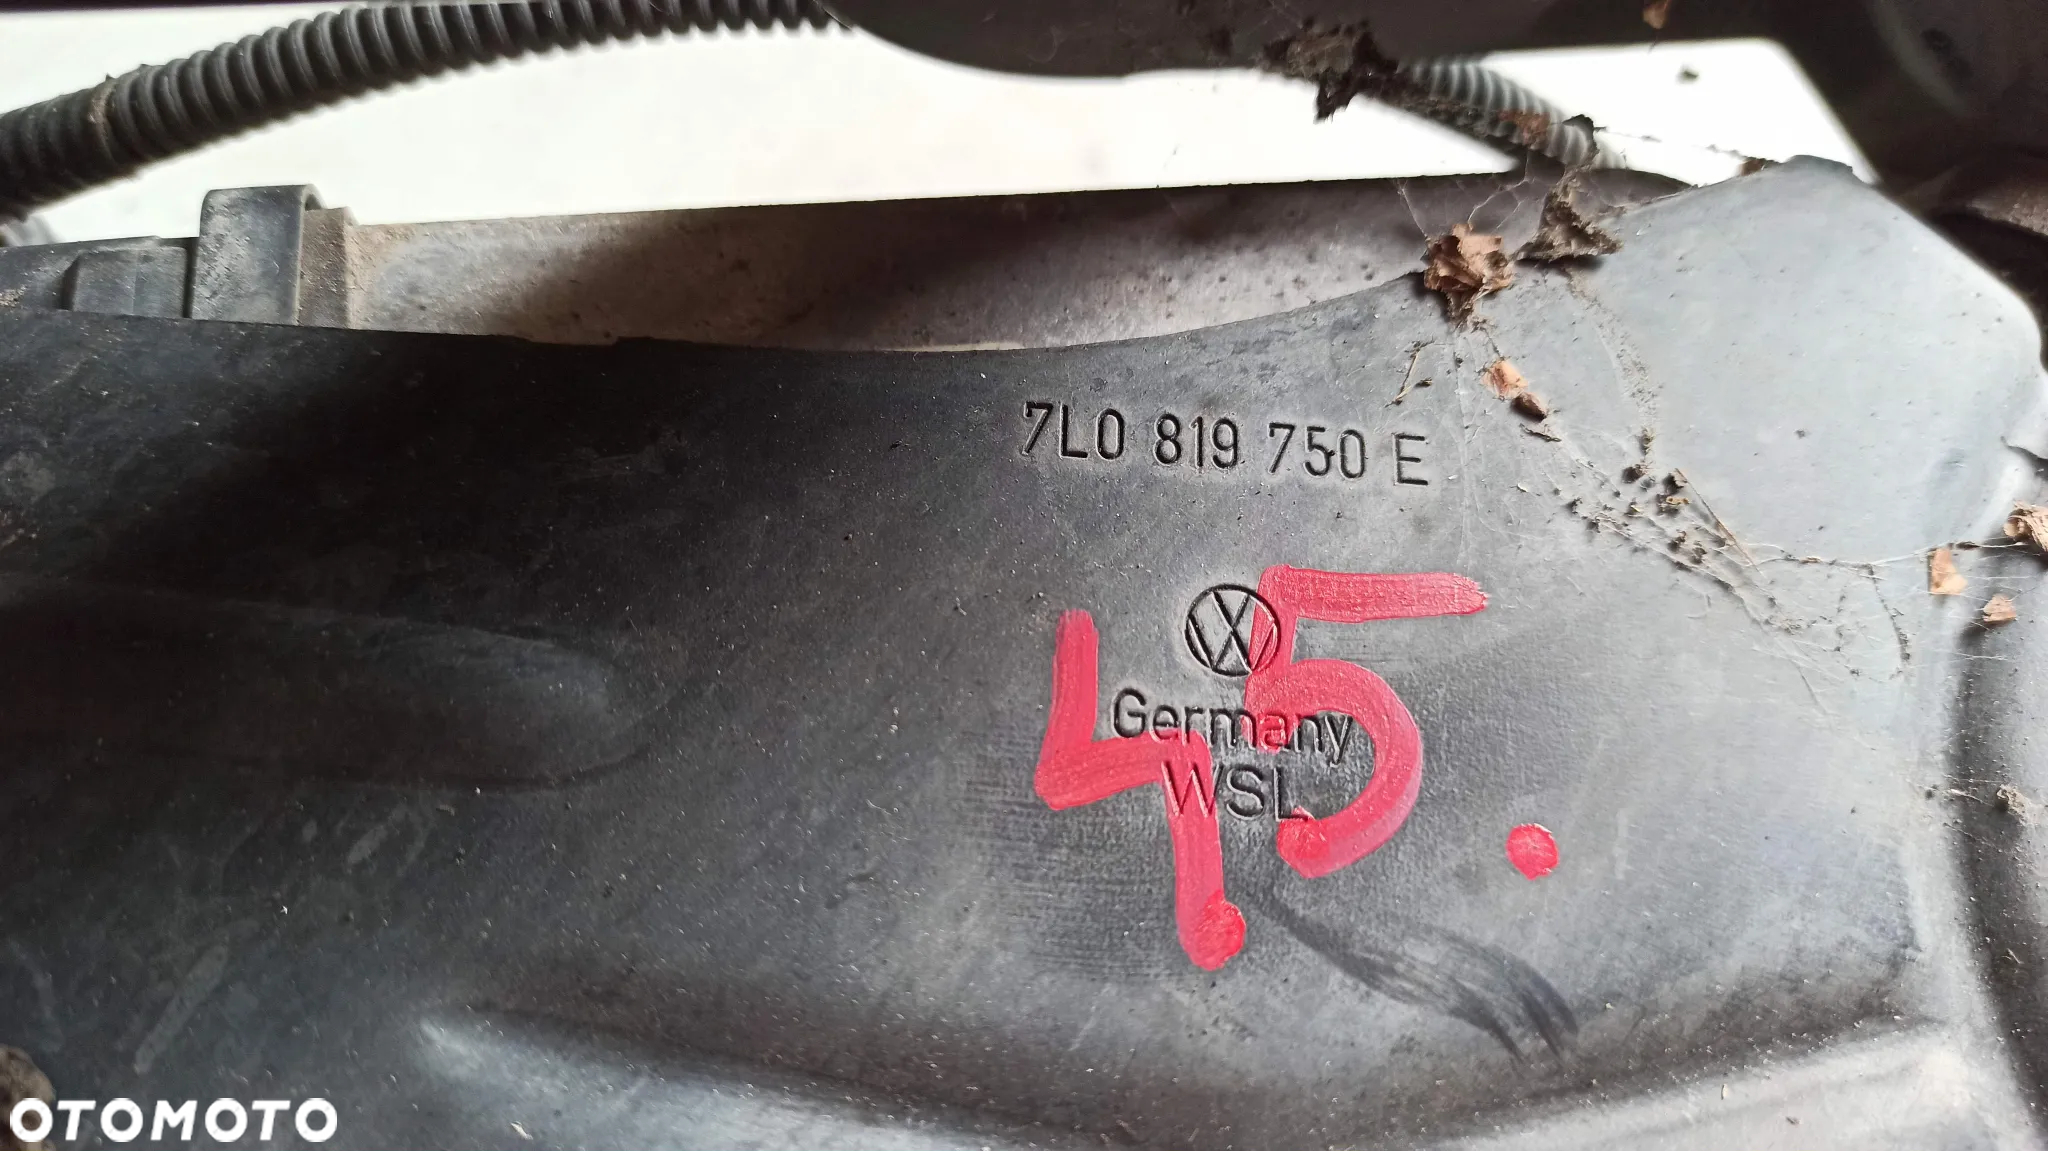 7L0 819 750 E
45.
Germany
WSL
OTOMOTO